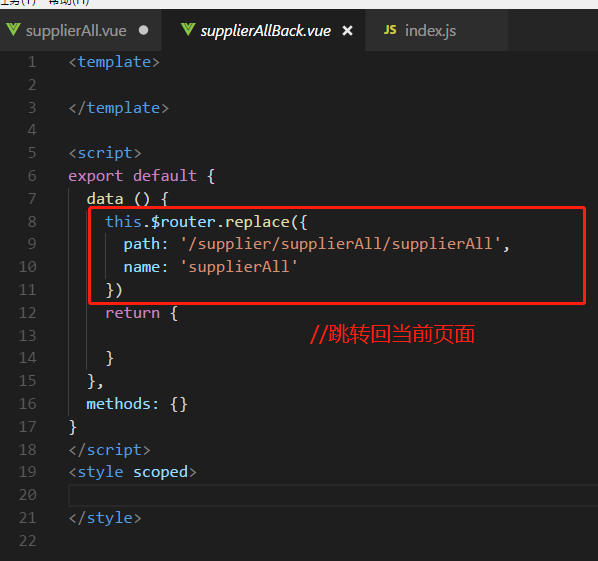 supplierAll.vue
supplierAllBack.vue
JS index.js
1 <template>
2
3 </template>
4
5 <script>
6 export default {
7 data () {
8 this.$router.replace({
9 path: '/supplier/supplierAll/supplierAll',
10 name: 'supplierAll'
11 })
12 return {
13
//跳转回当前页面
14 }
15 },
16 methods: {}
17 }
18 </script>
19 <style scoped>
20
21 </style>
22